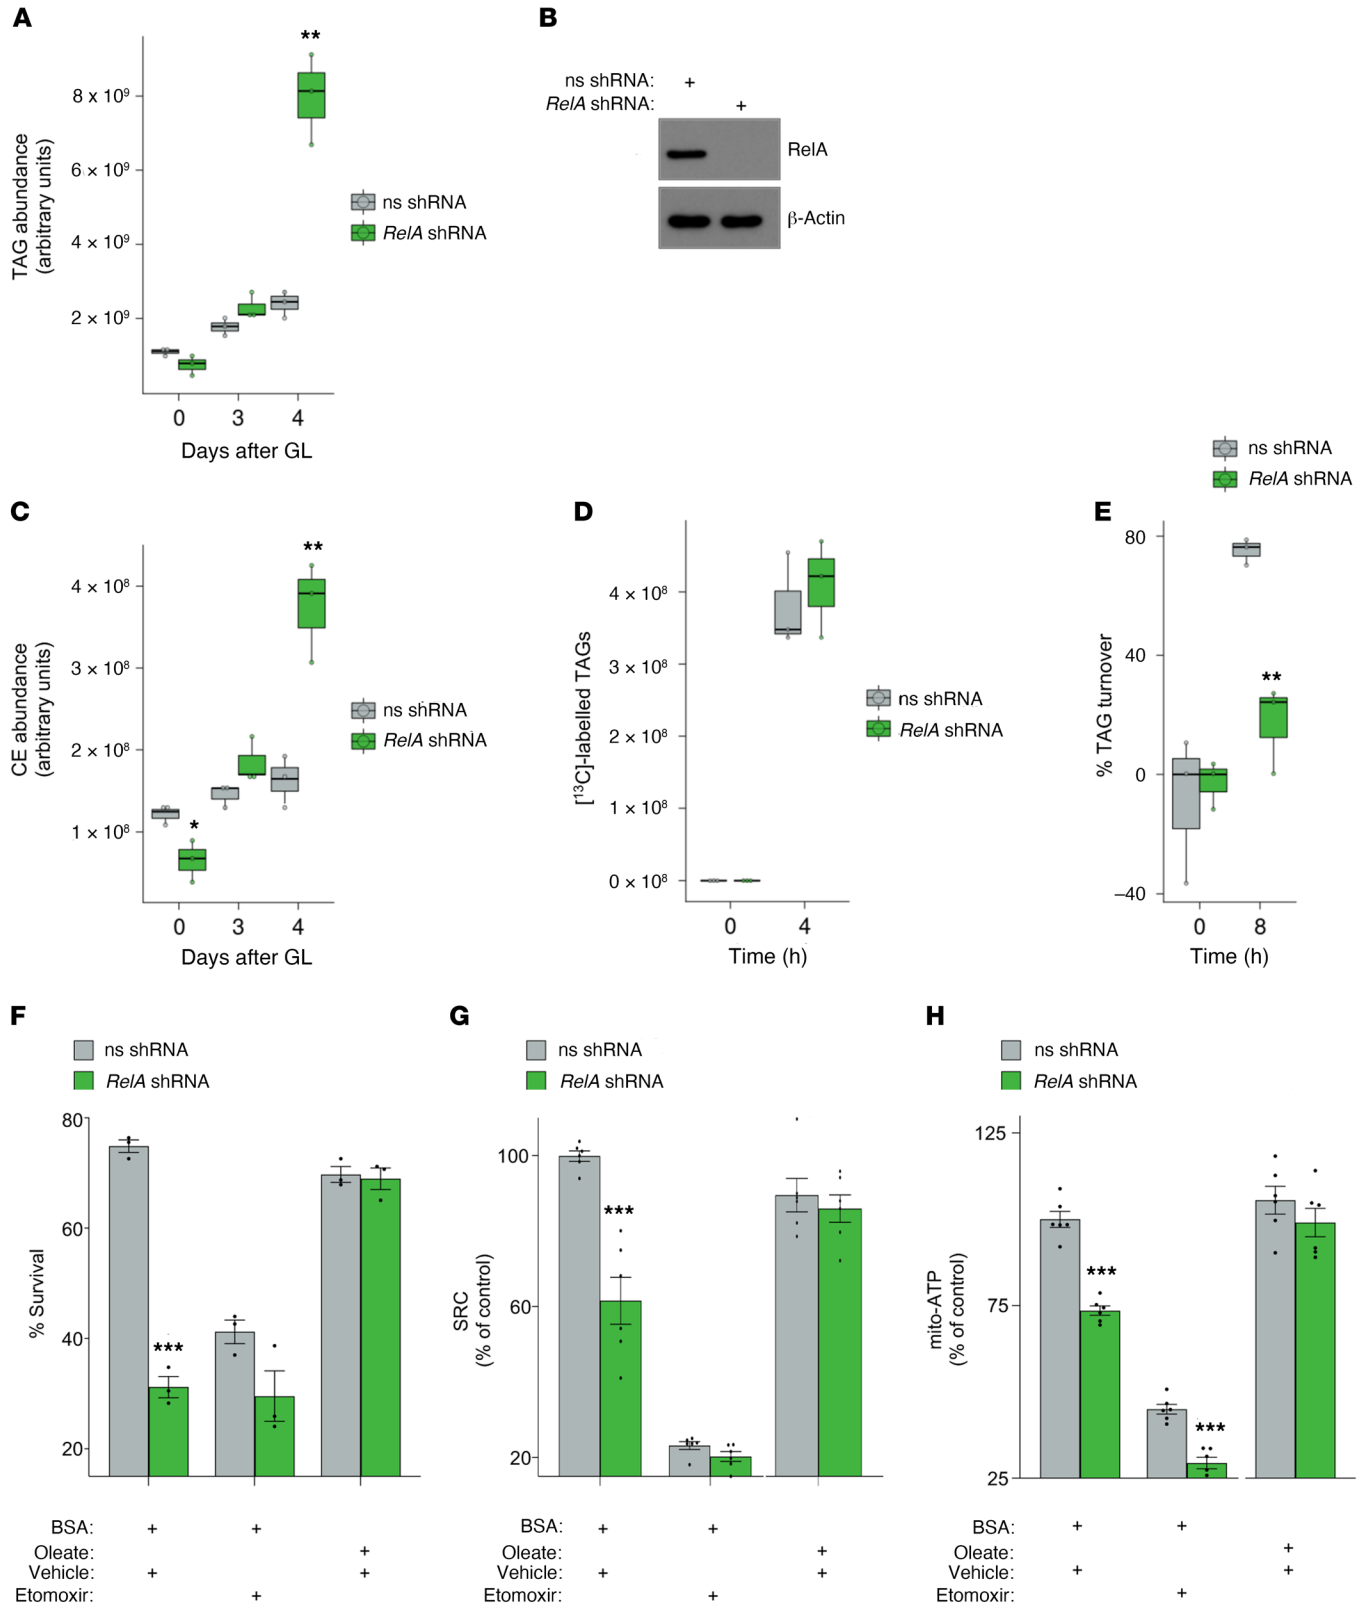 A
**
8 x 10⁹
6 × 10⁹
4 × 10⁹
2 × 10⁹
TAG abundance
(arbitrary units)
0 3 4
Days after GL
ns shRNA
RelA shRNA
B
ns shRNA: +
RelA shRNA: +
RelA
β-Actin
C
**
*
4 × 10⁸
3 × 10⁸
2 × 10⁸
1 × 10⁸
CE abundance
(arbitrary units)
0 3 4
Days after GL
ns shRNA
RelA shRNA
D
4 × 10⁸
3 × 10⁸
2 × 10⁸
1 × 10⁸
0 × 10⁸
[¹³C]-labelled TAGs
0 4
Time (h)
ns shRNA
RelA shRNA
ns shRNA
RelA shRNA
E
80
40
0
–40
% TAG turnover
**
0 8
Time (h)
F
ns shRNA
RelA shRNA
80
60
40
20
% Survival
***
BSA: + +
Oleate: +
Vehicle: + +
Etomoxir: +
G
ns shRNA
RelA shRNA
100
60
20
SRC
(% of control)
***
BSA: + +
Oleate: +
Vehicle: + +
Etomoxir: +
H
ns shRNA
RelA shRNA
125
75
25
mito-ATP
(% of control)
***
***
BSA: + +
Oleate: +
Vehicle: + +
Etomoxir: +